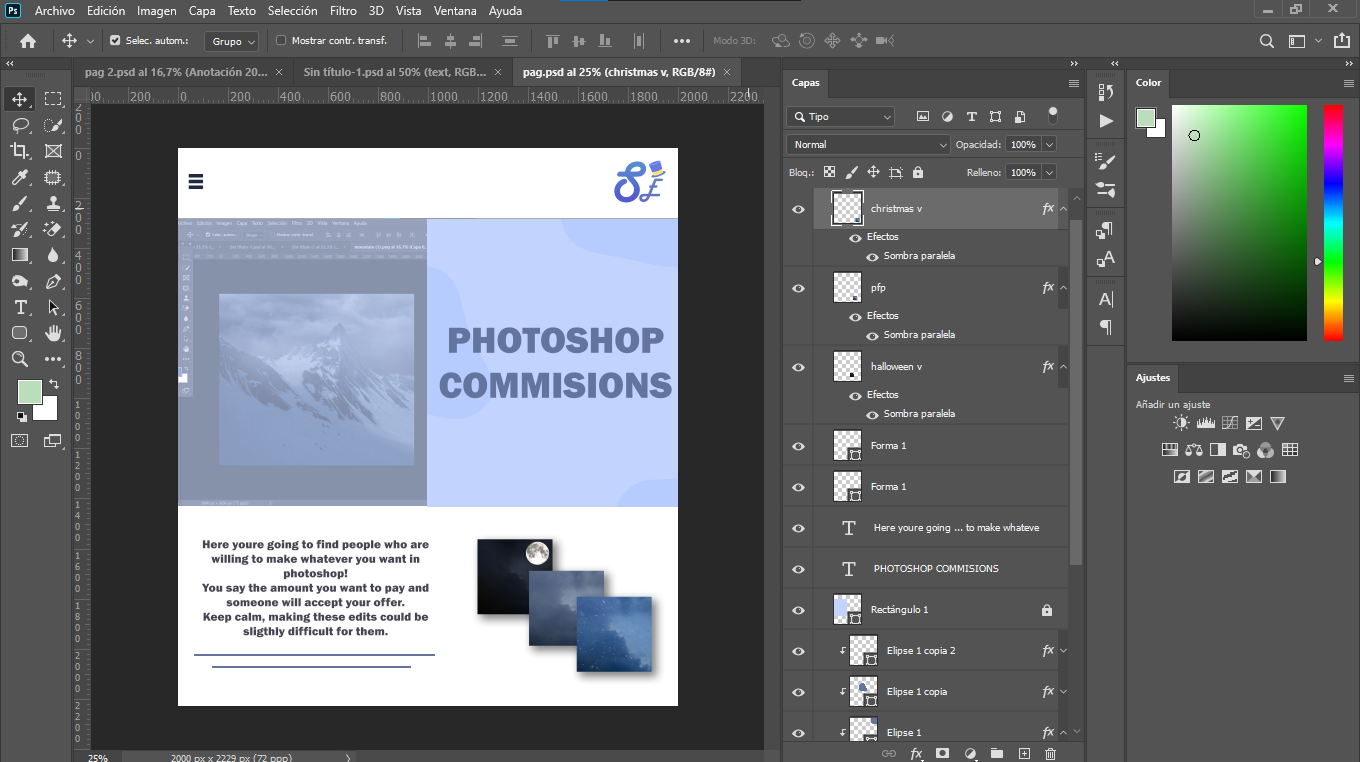 Ps Archivo Edición Imagen Capa Texto Selección Filtro 3D Vista Ventana Ayuda
Selec. autom.: Grupo Mostrar contr. transf. Modo 3D:
pag 2.psd al 16,7% (Anotación 20... × Sin título-1.psd al 50% (text, RGB... × pag.psd al 25% (christmas v, RGB/8#) ×
200 0 200 400 600 800 1000 1200 1400 1600 1800 2000 2200
PHOTOSHOP
COMMISIONS
Here youre going to find people who are
willing to make whatever you want in
photoshop!
You say the amount you want to pay and
someone will accept your offer.
Keep calm, making these edits could be
sligthly difficult for them.
25% 2000 px x 2229 px (72 ppp)
Capas
Tipo
Normal Opacidad: 100%
Bloq.: Relleno: 100%
christmas v fx
Efectos
Sombra paralela
pfp fx
Efectos
Sombra paralela
halloween v fx
Efectos
Sombra paralela
Forma 1
Forma 1
T Here youre going ... to make whateve
T PHOTOSHOP COMMISIONS
Rectángulo 1
Elipse 1 copia 2 fx
Elipse 1 copia fx
Elipse 1 fx
fx
Color
Ajustes
Añadir un ajuste